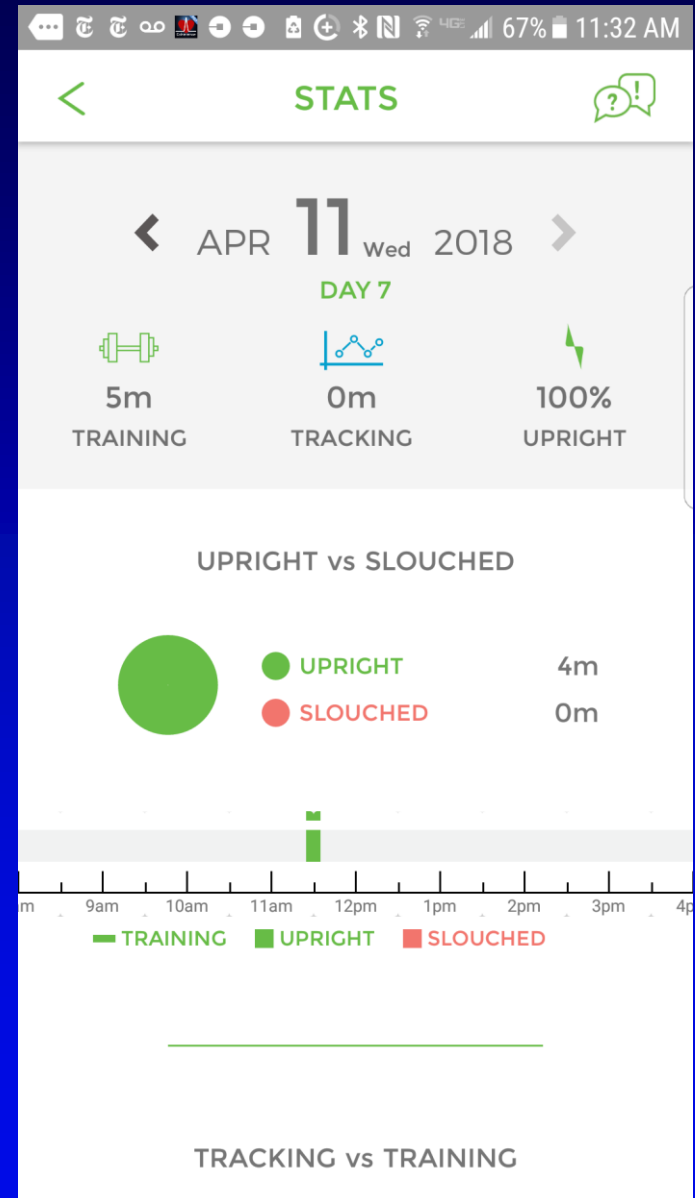 67% 11:32 AM
STATS
APR 11 Wed 2018
DAY 7
5m 0m 100%
TRAINING TRACKING UPRIGHT
UPRIGHT vs SLOUCHED
UPRIGHT 4m
SLOUCHED 0m
m 9am 10am 11am 12pm 1pm 2pm 3pm 4p
TRAINING UPRIGHT SLOUCHED
TRACKING vs TRAINING